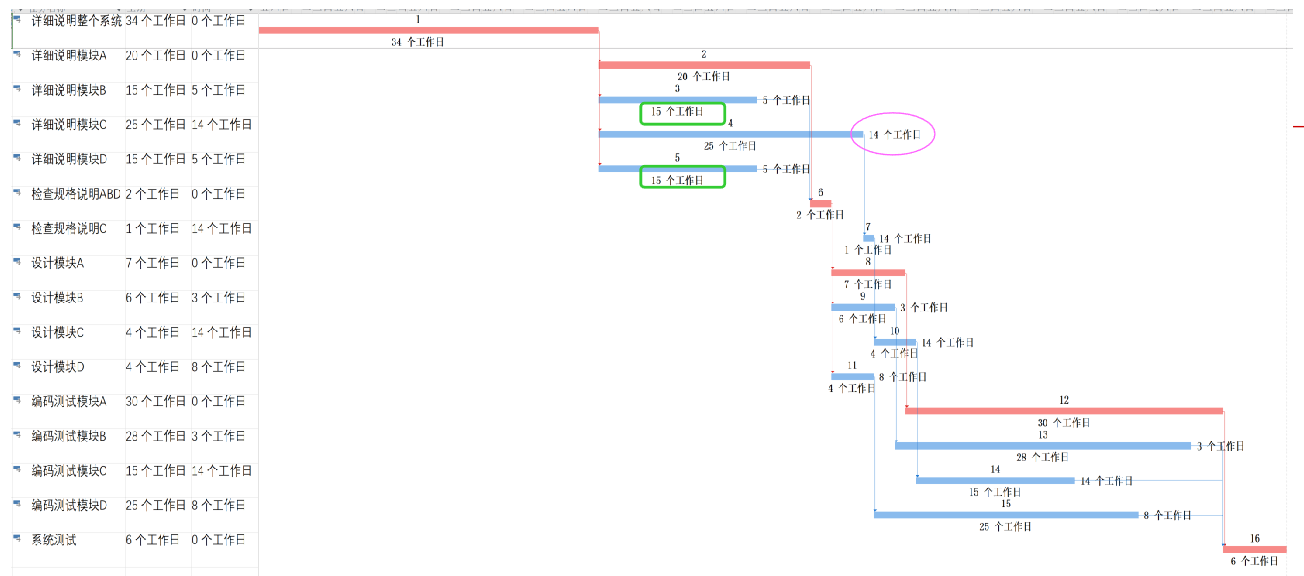 详细说明整个系统 34 个工作日 0 个工作日
1
34 个工作日
详细说明模块A 20 个工作日 0 个工作日
2
20 个工作日
详细说明模块B 15 个工作日 5 个工作日
3
5 个工作日
15 个工作日
详细说明模块C 25 个工作日 14 个工作日
4
14 个工作日
25 个工作日
详细说明模块D 15 个工作日 5 个工作日
5
5 个工作日
15 个工作日
检查规格说明ABD 2 个工作日 0 个工作日
6
2 个工作日
检查规格说明C 1 个工作日 14 个工作日
7
14 个工作日
1 个工作日
设计模块A 7 个工作日 0 个工作日
8
7 个工作日
设计模块B 6 个工作日 3 个工作日
9
3 个工作日
6 个工作日
设计模块C 4 个工作日 14 个工作日
10
14 个工作日
4 个工作日
设计模块D 4 个工作日 8 个工作日
11
8 个工作日
4 个工作日
编码测试模块A 30 个工作日 0 个工作日
12
30 个工作日
编码测试模块B 28 个工作日 3 个工作日
13
3 个工作日
28 个工作日
编码测试模块C 15 个工作日 14 个工作日
14
14 个工作日
15 个工作日
编码测试模块D 25 个工作日 8 个工作日
15
8 个工作日
25 个工作日
系统测试 6 个工作日 0 个工作日
16
6 个工作日